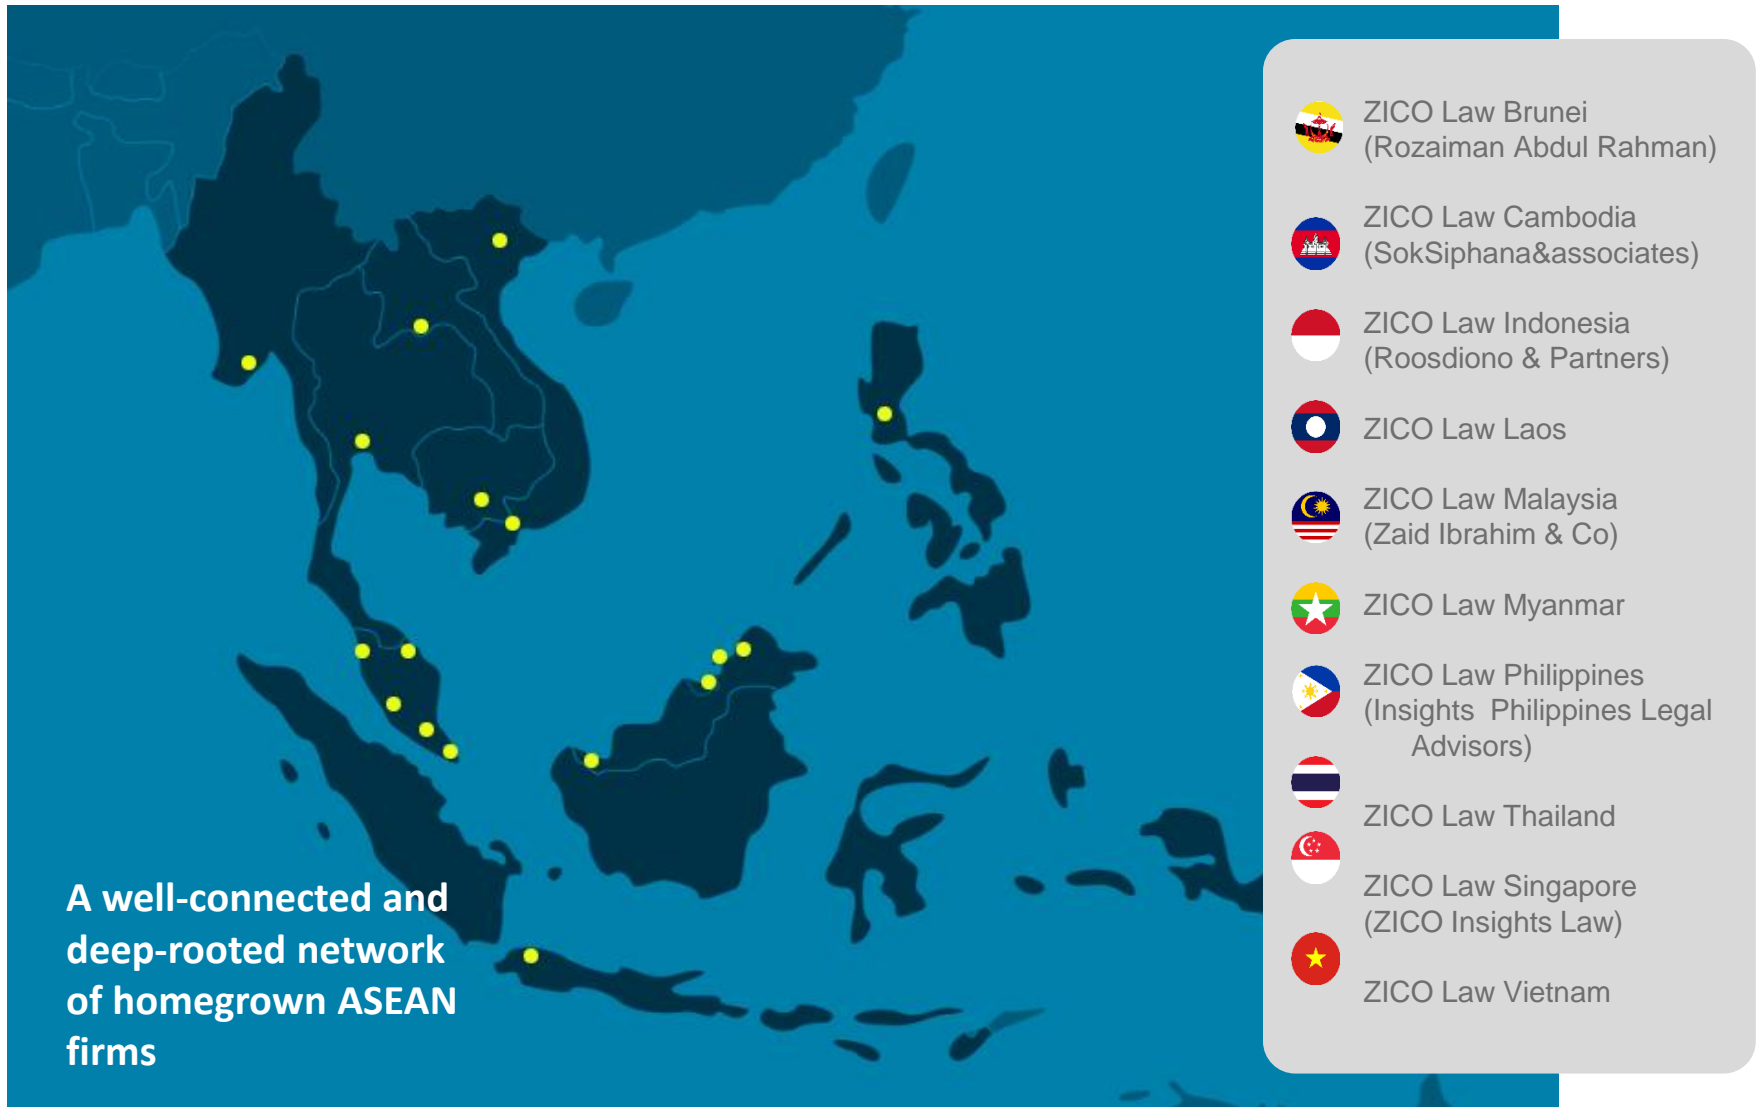 ZICO Law Brunei
(Rozaiman Abdul Rahman)
ZICO Law Cambodia
(SokSiphana&associates)
ZICO Law Indonesia
(Roosdiono & Partners)
ZICO Law Laos
ZICO Law Malaysia
(Zaid Ibrahim & Co)
ZICO Law Myanmar
ZICO Law Philippines
(Insights  Philippines Legal
Advisors)
ZICO Law Thailand
ZICO Law Singapore
(ZICO Insights Law)
ZICO Law Vietnam
A well-connected and
deep-rooted network
of homegrown ASEAN
firms